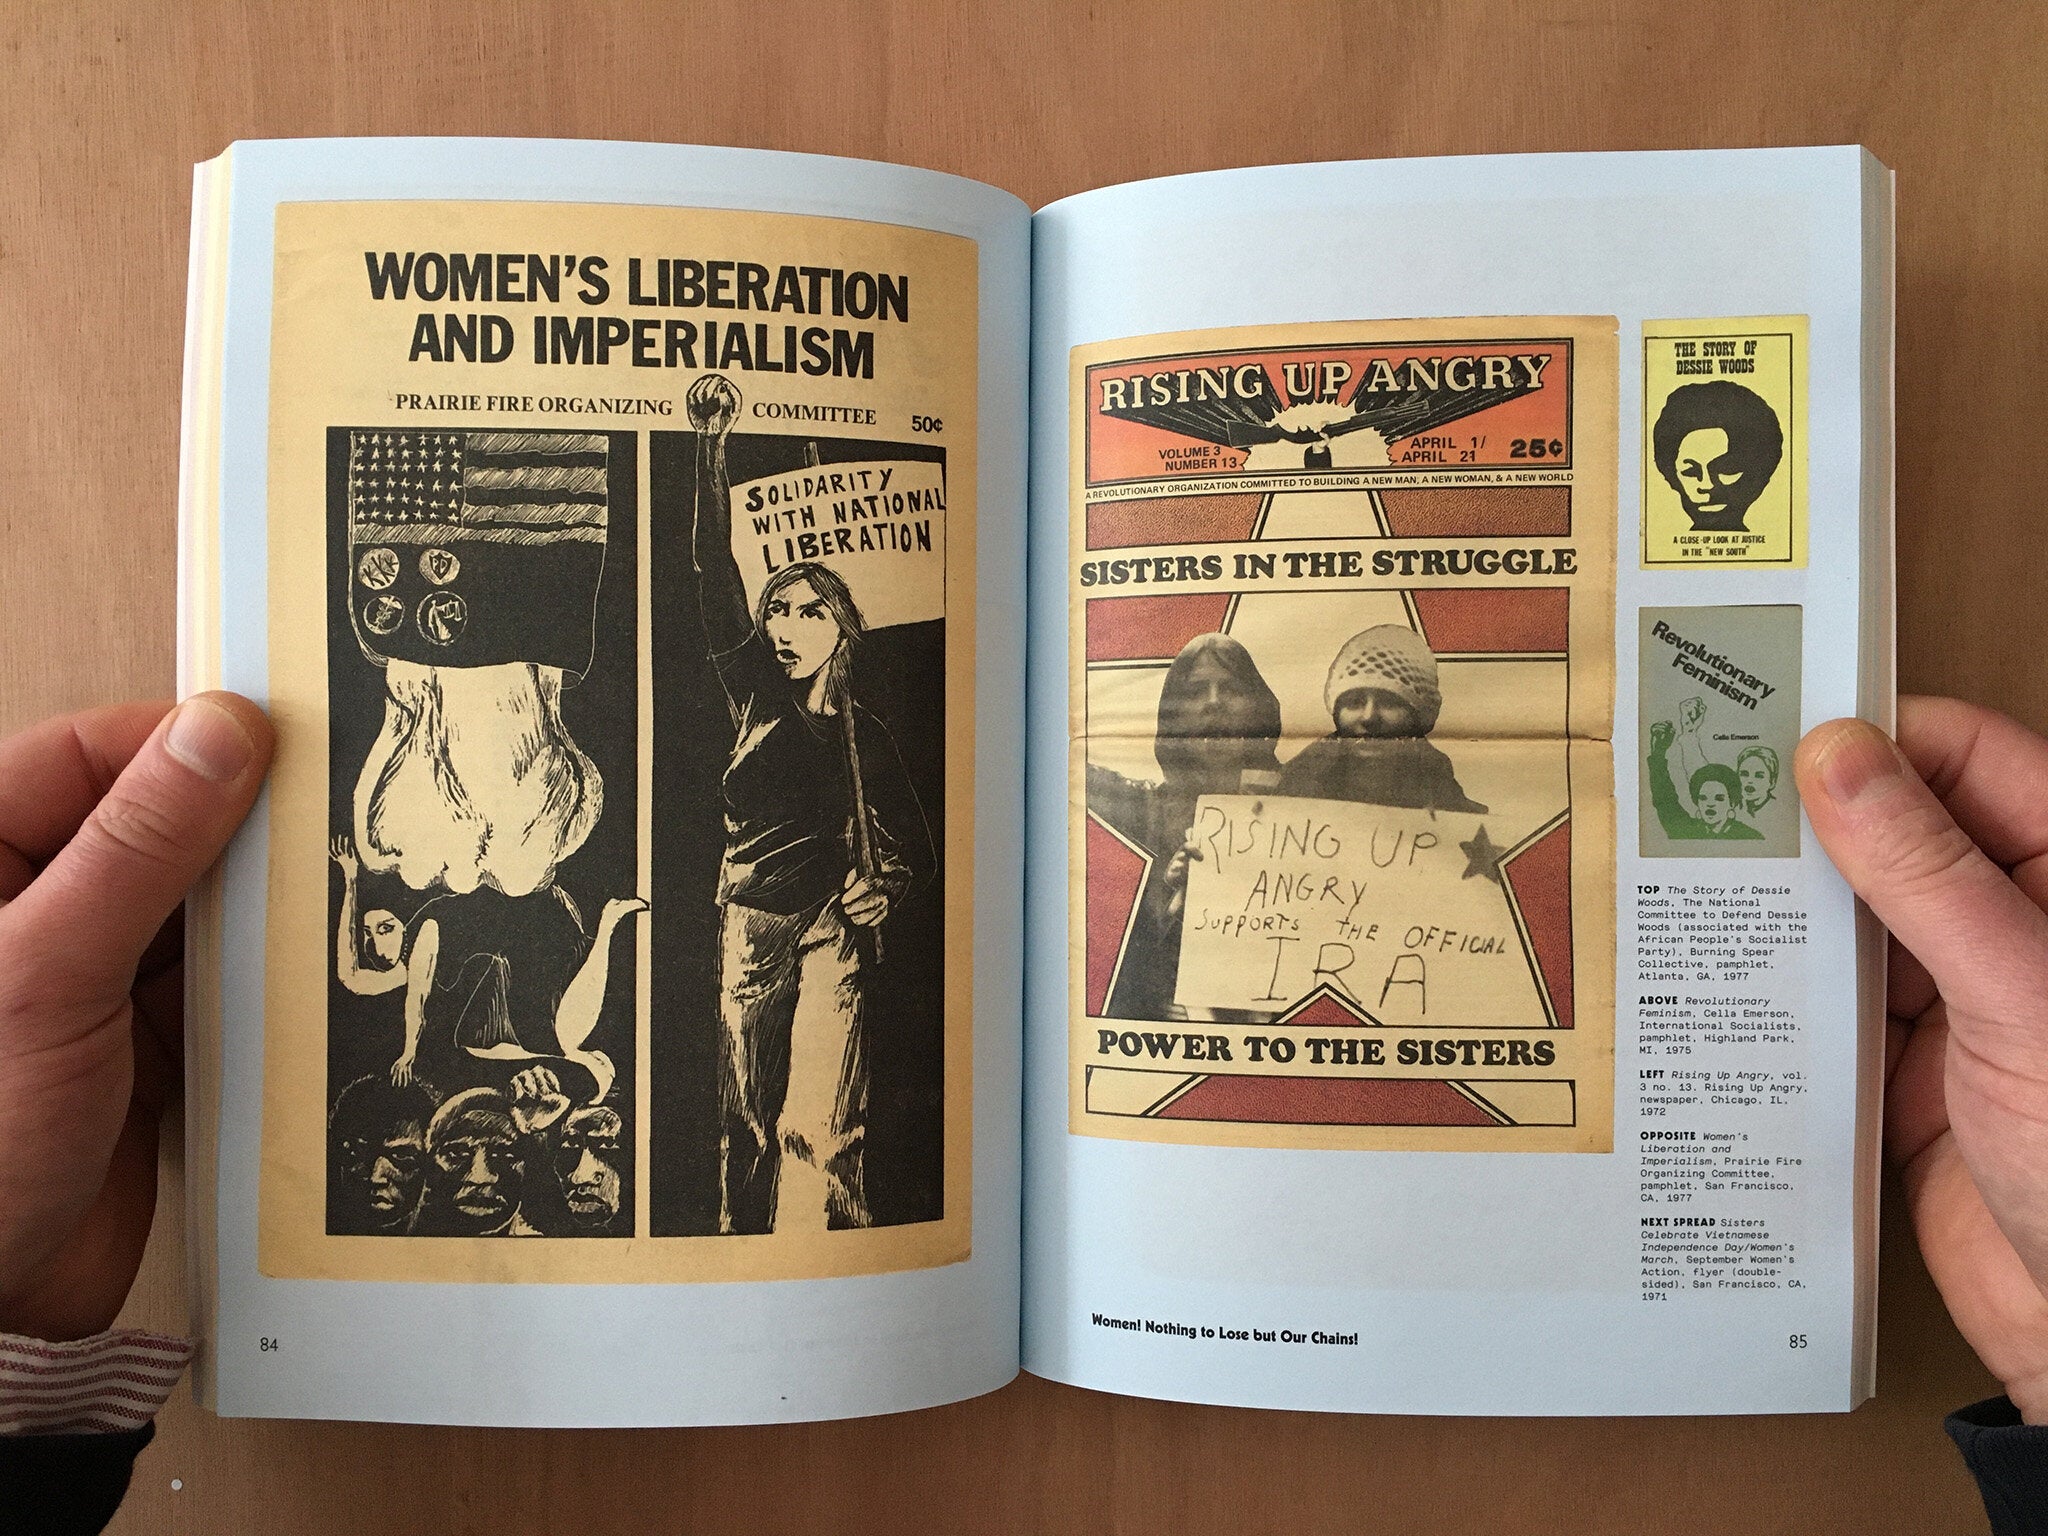 WOMEN'S LIBERATION
AND IMPERIALISM
PRAIRIE FIRE ORGANIZING COMMITTEE
50¢
KKK
SOLIDARITY
WITH NATIONAL
LIBERATION
84
RISING UP ANGRY
VOLUME 3
NUMBER 13
APRIL 1/
APRIL 21
25¢
A REVOLUTIONARY ORGANIZATION COMMITTED TO BUILDING A NEW MAN, A NEW WOMAN, & A NEW WORLD
SISTERS IN THE STRUGGLE
RISING UP
ANGRY
SUPPORTS THE OFFICIAL
IRA
POWER TO THE SISTERS
THE STORY OF
DESSIE WOODS
A CLOSE-UP LOOK AT JUSTICE
IN THE "NEW SOUTH"
Revolutionary
Feminism
Cella Emerson
TOP The Story of Dessie
Woods, The National
Committee to Defend Dessie
Woods (associated with the
African People's Socialist
Party), Burning Spear
Collective, pamphlet,
Atlanta, GA, 1977
ABOVE Revolutionary
Feminism, Cella Emerson,
International Socialists,
pamphlet, Highland Park,
MI, 1975
LEFT Rising Up Angry, vol.
3 no. 13, Rising Up Angry,
newspaper, Chicago, IL,
1972
OPPOSITE Women's
Liberation and
Imperialism, Prairie Fire
Organizing Committee,
pamphlet, San Francisco,
CA, 1977
NEXT SPREAD Sisters
Celebrate Vietnamese
Independence Day/Women's
March, September Women's
Action, flyer (double-
sided), San Francisco, CA,
1971
Women! Nothing to Lose but Our Chains!
85